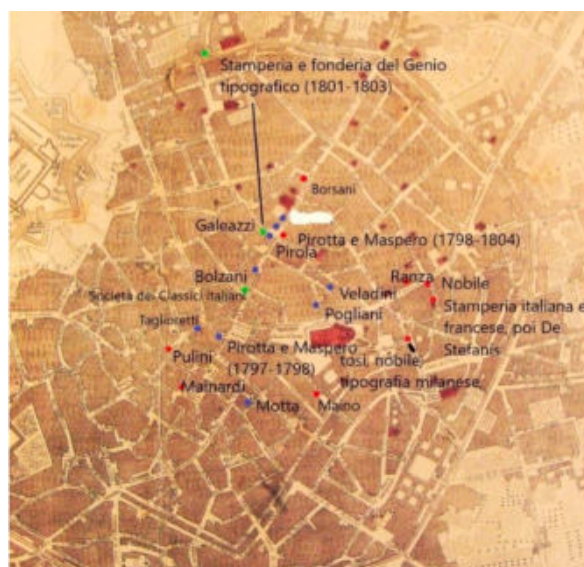 Stamperia e fonderia del Genio
tipografico (1801-1803)
Borsani
Galeazzi
Pirotta e Maspero (1798-1804)
Pirola
Bolzani
Ranza
Nobile
Società dei Classici italiani
Veladini
Pogliani
Stamperia italiana e
francese, poi De
Stefanis
Taglioretti
Pirotta e Maspero
(1797-1798)
Pulini
tosi, nobile,
tipografia milanese,
Mainardi
Motta
Maino